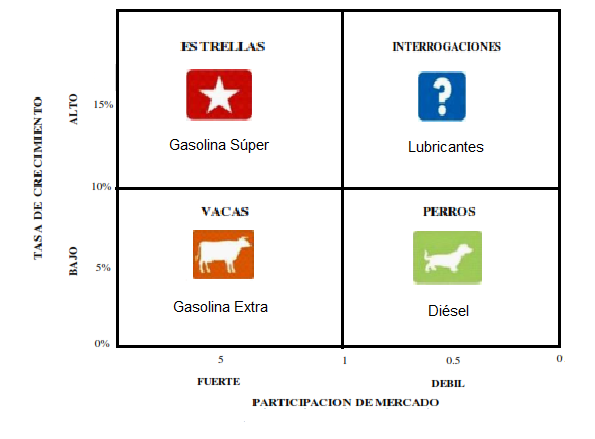 ESTRELLAS
INTERROGACIONES
?
Gasolina Súper
Lubricantes
VACAS
PERROS
Gasolina Extra
Diésel
TASA DE CRECIMIENTO
ALTO
BAJO
15%
10%
5%
0%
5
1
0.5
0
FUERTE
DEBIL
PARTICIPACION DE MERCADO